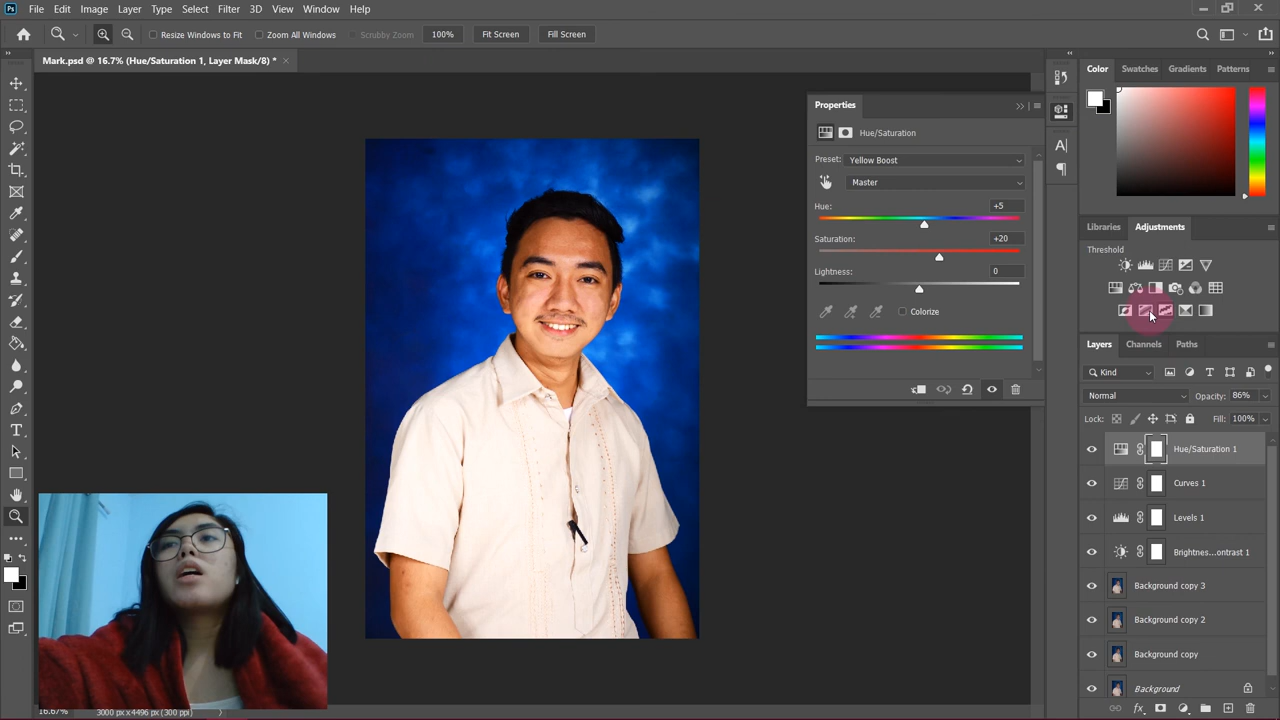 Ps File Edit Image Layer Type Select Filter 3D View Window Help
Resize Windows to Fit Zoom All Windows Scrubby Zoom 100% Fit Screen Fill Screen
Mark.psd @ 16.7% (Hue/Saturation 1, Layer Mask/8) *
Color Swatches Gradients Patterns
Properties
Hue/Saturation
Preset: Yellow Boost
Master
Hue: +5
Saturation: +20
Lightness: 0
Colorize
Libraries Adjustments
Threshold
Layers Channels Paths
Kind
Normal Opacity: 86%
Lock: Fill: 100%
Hue/Saturation 1
Curves 1
Levels 1
Brightnes...ontrast 1
Background copy 3
Background copy 2
Background copy
Background
16.67% 3000 px x 4496 px (300 ppi)